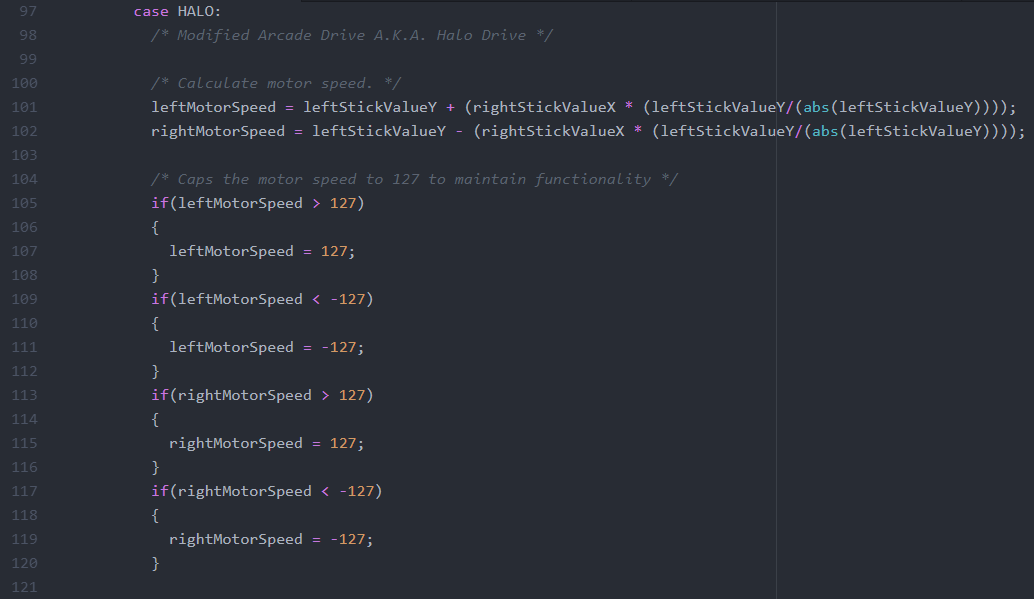 97 case HALO:
98 /* Modified Arcade Drive A.K.A. Halo Drive */
99
100 /* Calculate motor speed. */
101 leftMotorSpeed = leftStickValueY + (rightStickValueX * (leftStickValueY/(abs(leftStickValueY))));
102 rightMotorSpeed = leftStickValueY - (rightStickValueX * (leftStickValueY/(abs(leftStickValueY))));
103
104 /* Caps the motor speed to 127 to maintain functionality */
105 if(leftMotorSpeed > 127)
106 {
107 leftMotorSpeed = 127;
108 }
109 if(leftMotorSpeed < -127)
110 {
111 leftMotorSpeed = -127;
112 }
113 if(rightMotorSpeed > 127)
114 {
115 rightMotorSpeed = 127;
116 }
117 if(rightMotorSpeed < -127)
118 {
119 rightMotorSpeed = -127;
120 }
121